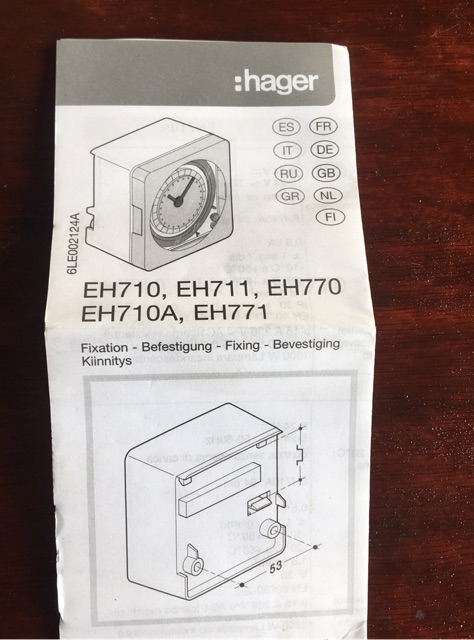 :hager
ES FR
IT DE
RU GB
GR NL
FI
6LE002124A
EH710, EH711, EH770
EH710A, EH771
Fixation - Befestigung - Fixing - Bevestiging
Kiinnitys
53